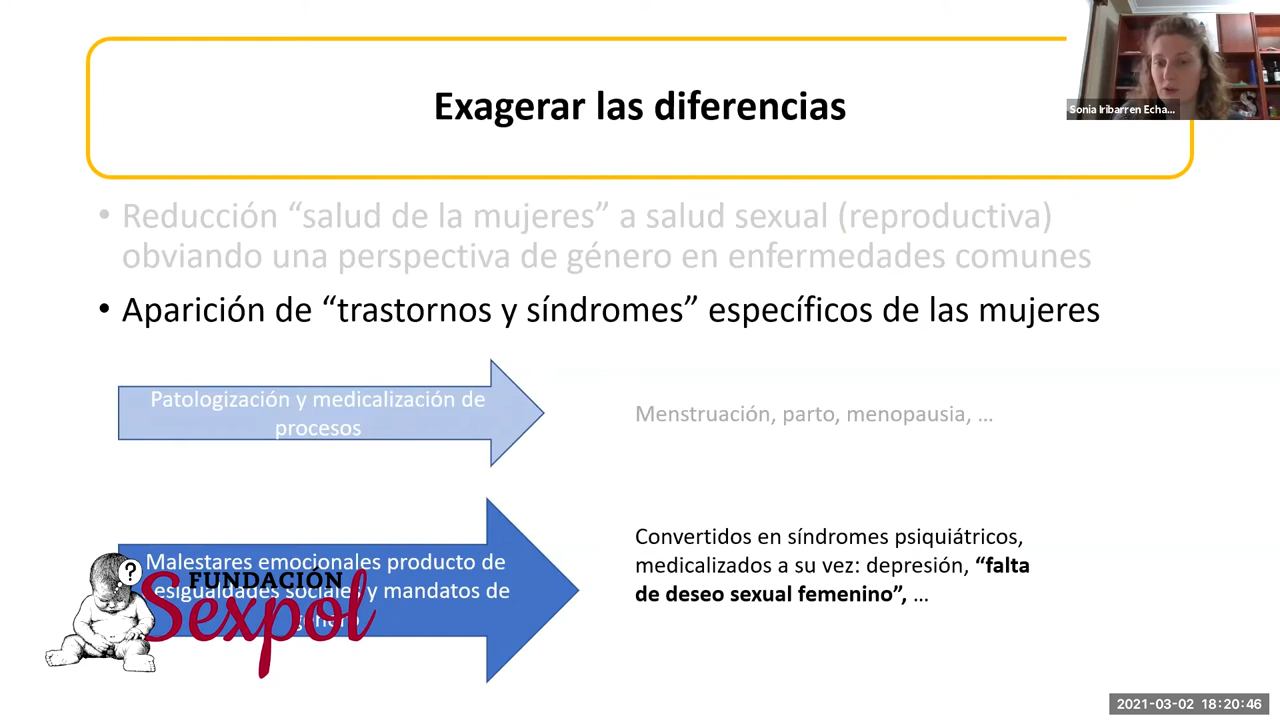 Exagerar las diferencias
Sonia Iribarren Echa...
• Reducción “salud de la mujeres” a salud sexual (reproductiva)
obviando una perspectiva de género en enfermedades comunes
• Aparición de “trastornos y síndromes” específicos de las mujeres
Patologización y medicalización de
procesos
Menstruación, parto, menopausia, ...
Malestares emocionales producto de
desigualdades sociales y mandatos de
género
Convertidos en síndromes psiquiátricos,
medicalizados a su vez: depresión, “falta
de deseo sexual femenino”, ...
?
FUNDACIÓN
Sexpol
2021-03-02 18:20:46